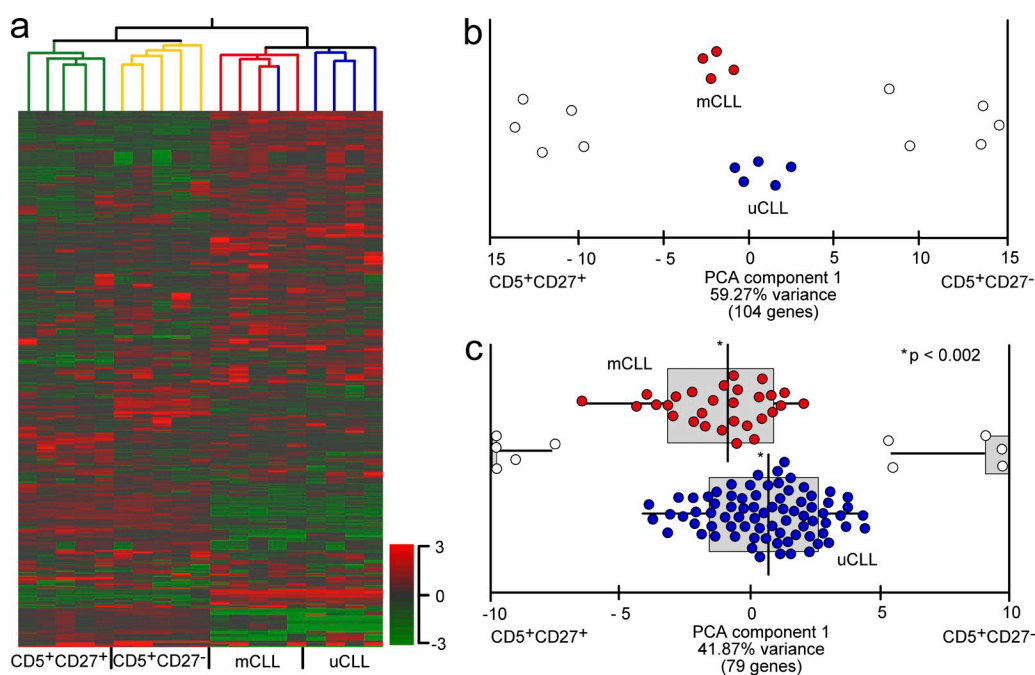 a
3
0
-3
CD5+CD27+
CD5+CD27-
mCLL
uCLL
b
mCLL
uCLL
15
- 10
- 5
0
5
10
15
CD5+CD27+
PCA component 1
CD5+CD27-
59.27% variance
(104 genes)
c
*
*p < 0.002
mCLL
*
uCLL
-10
-5
0
5
10
CD5+CD27+
PCA component 1
CD5+CD27-
41.87% variance
(79 genes)